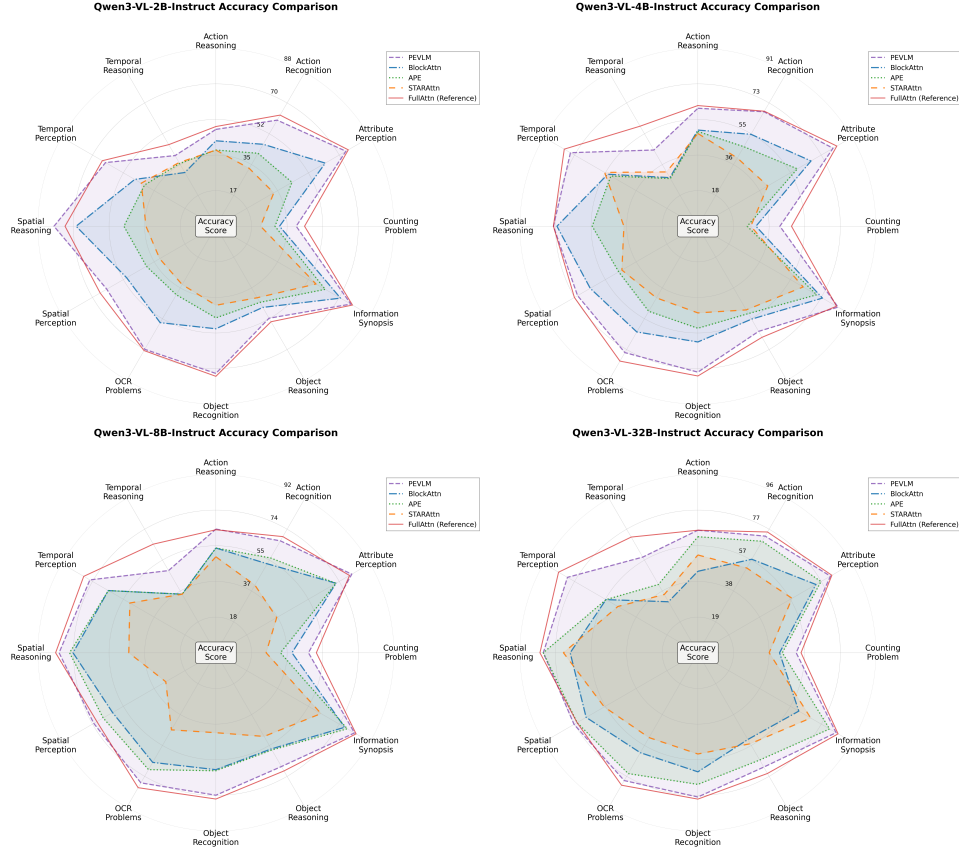 Qwen3-VL-2B-Instruct Accuracy Comparison
Action
Reasoning
88
Action
Recognition
70
Attribute
Perception
52
35
17
Temporal
Reasoning
Temporal
Perception
Spatial
Reasoning
Accuracy
Score
Counting
Problem
Spatial
Perception
Information
Synopsis
OCR
Problems
Object
Reasoning
Object
Recognition
PEVLM
BlockAttn
APE
STARAttn
FullAttn (Reference)
Qwen3-VL-4B-Instruct Accuracy Comparison
Action
Reasoning
91
Action
Recognition
73
Attribute
Perception
55
36
18
Temporal
Reasoning
Temporal
Perception
Spatial
Reasoning
Accuracy
Score
Counting
Problem
Spatial
Perception
Information
Synopsis
OCR
Problems
Object
Reasoning
Object
Recognition
PEVLM
BlockAttn
APE
STARAttn
FullAttn (Reference)
Qwen3-VL-8B-Instruct Accuracy Comparison
Action
Reasoning
92
Action
Recognition
74
Attribute
Perception
55
37
18
Temporal
Reasoning
Temporal
Perception
Spatial
Reasoning
Accuracy
Score
Counting
Problem
Spatial
Perception
Information
Synopsis
OCR
Problems
Object
Reasoning
Object
Recognition
PEVLM
BlockAttn
APE
STARAttn
FullAttn (Reference)
Qwen3-VL-32B-Instruct Accuracy Comparison
Action
Reasoning
96
Action
Recognition
77
Attribute
Perception
57
38
19
Temporal
Reasoning
Temporal
Perception
Spatial
Reasoning
Accuracy
Score
Counting
Problem
Spatial
Perception
Information
Synopsis
OCR
Problems
Object
Reasoning
Object
Recognition
PEVLM
BlockAttn
APE
STARAttn
FullAttn (Reference)